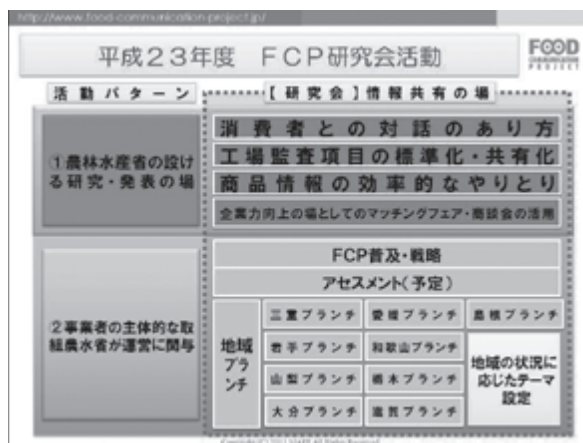 http://www.food-communication-project.jp/
平成23年度 FCP研究会活動
FOOD
COMMUNICATION
PROJECT
活動パターン
【研究会】情報共有の場
①農林水産省の設け
る研究・発表の場
消費者との対話のあり方
工場監査項目の標準化・共有化
商品情報の効率的なやりとり
企業力向上の場としてのマッチングフェア・商談会の活用
②事業者の主体的な取
組農水省が運営に関与
FCP普及・戦略
アセスメント(予定)
地域
ブラ
ンチ
三重ブランチ 愛媛ブランチ 島根ブランチ
岩手ブランチ 和歌山ブランチ
山梨ブランチ 栃木ブランチ
大分ブランチ 滋賀ブランチ
地域の状況に
応じたテーマ
設定